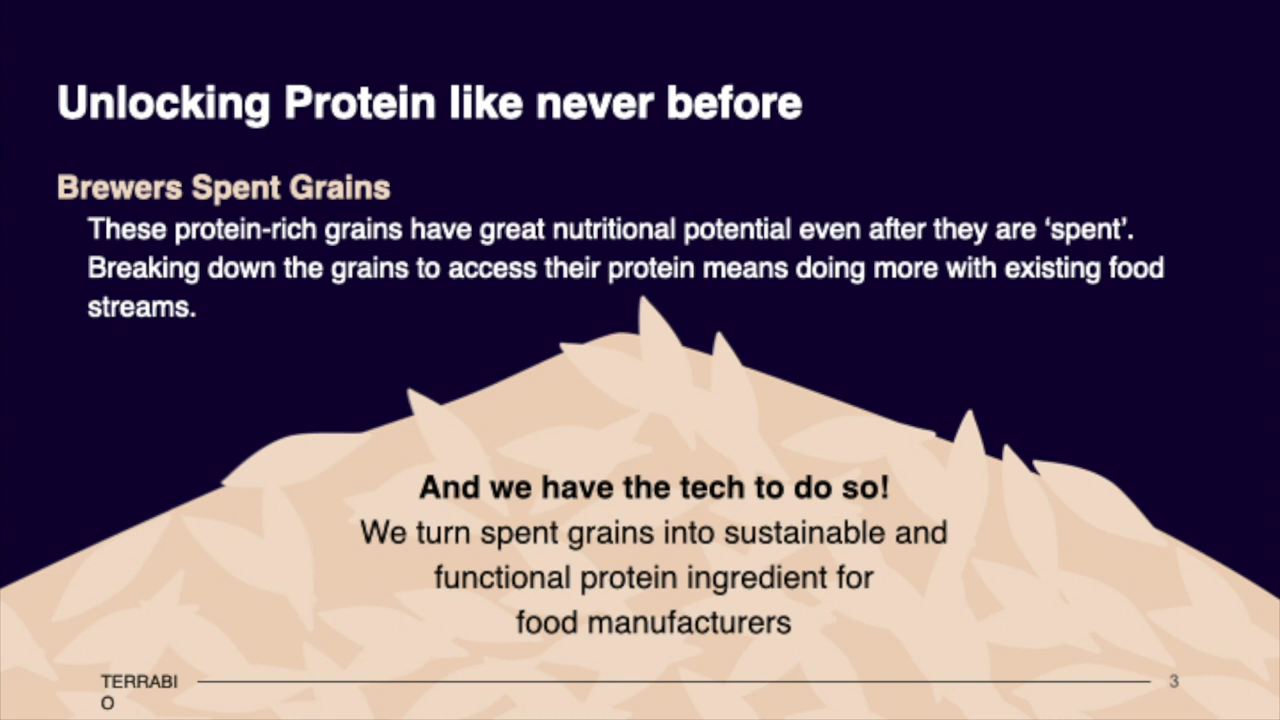 Unlocking Protein like never before
Brewers Spent Grains
These protein-rich grains have great nutritional potential even after they are ‘spent’.
Breaking down the grains to access their protein means doing more with existing food
streams.
And we have the tech to do so!
We turn spent grains into sustainable and
functional protein ingredient for
food manufacturers
TERRABI
O
3